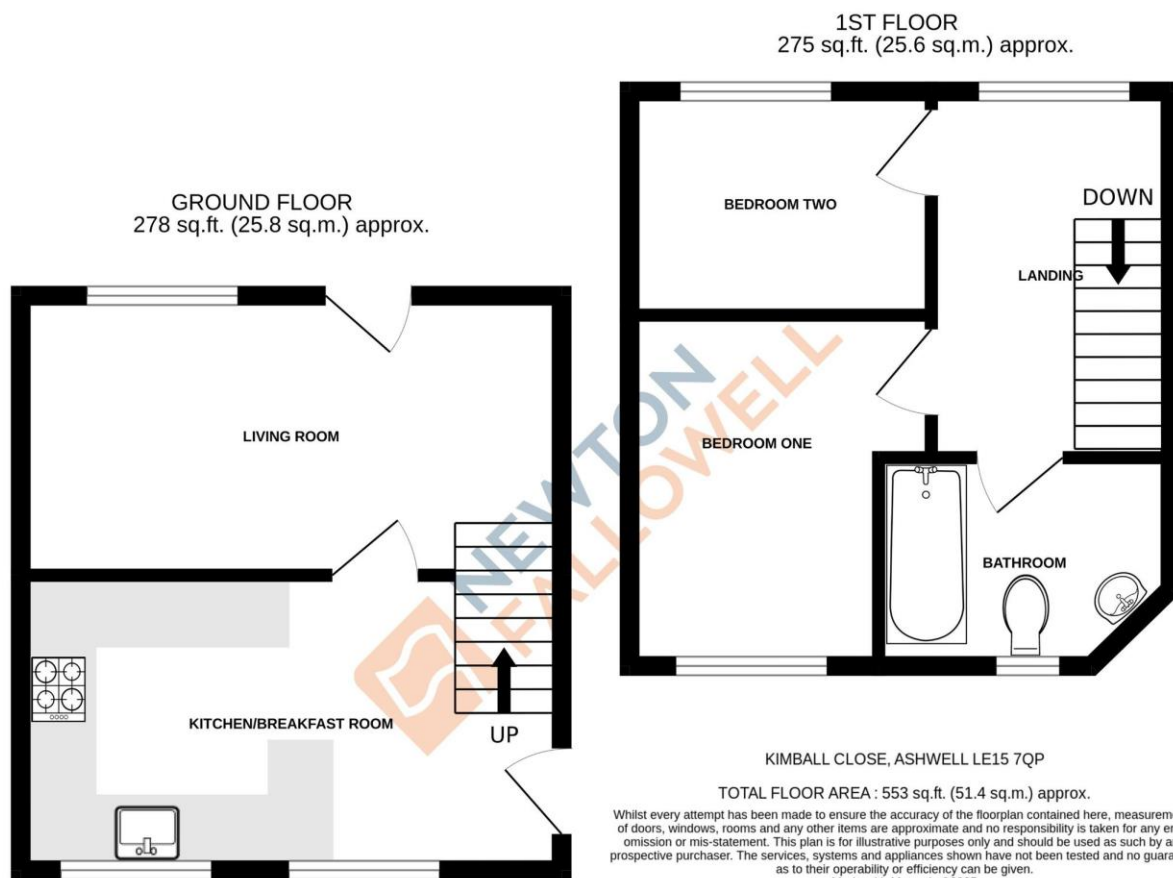 1ST FLOOR
275 sq.ft. (25.6 sq.m.) approx.
GROUND FLOOR
278 sq.ft. (25.8 sq.m.) approx.
BEDROOM TWO
DOWN
LANDING
LIVING ROOM
BEDROOM ONE
NEWTON
FALLOWELL
BATHROOM
KITCHEN/BREAKFAST ROOM
UP
KIMBALL CLOSE, ASHWELL LE15 7QP
TOTAL FLOOR AREA : 553 sq.ft. (51.4 sq.m.) approx.
Whilst every attempt has been made to ensure the accuracy of the floorplan contained here, measureme
of doors, windows, rooms and any other items are approximate and no responsibility is taken for any er
omission or mis-statement. This plan is for illustrative purposes only and should be used as such by a
prospective purchaser. The services, systems and appliances shown have not been tested and no guara
as to their operability or efficiency can be given.